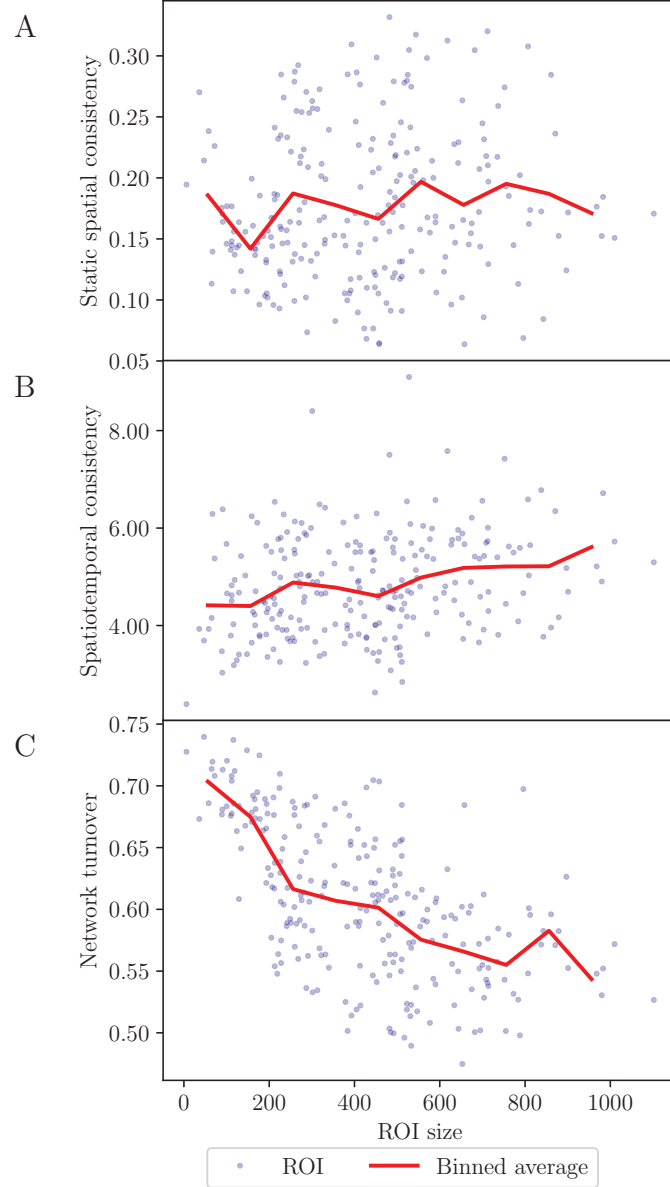 A
Static spatial consistency
0.30
0.25
0.20
0.15
0.10
0.05
B
Spatiotemporal consistency
8.00
6.00
4.00
C
Network turnover
0.75
0.70
0.65
0.60
0.55
0.50
0 200 400 600 800 1000
ROI size
ROI Binned average